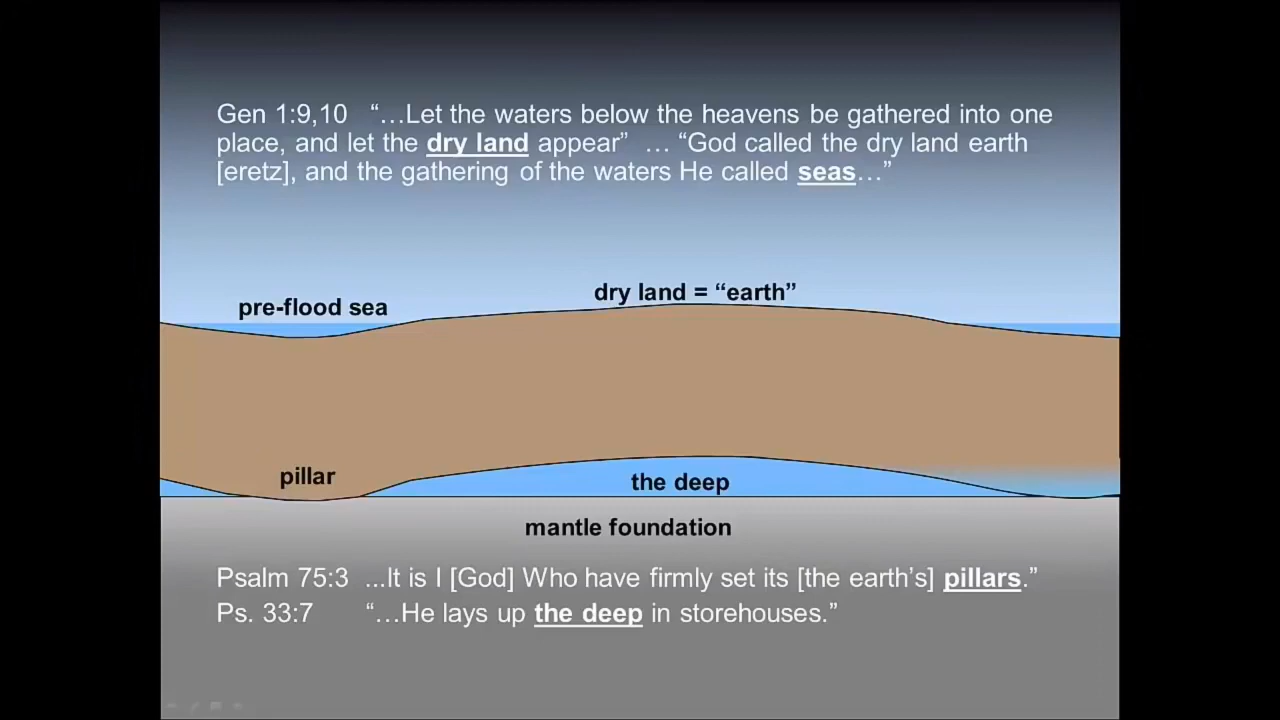 Gen 1:9,10 “…Let the waters below the heavens be gathered into one
place, and let the dry land appear” … “God called the dry land earth
[eretz], and the gathering of the waters He called seas…”
dry land = “earth”
pre-flood sea
pillar
the deep
mantle foundation
Psalm 75:3 ...It is I [God] Who have firmly set its [the earth’s] pillars.”
Ps. 33:7 “…He lays up the deep in storehouses.”